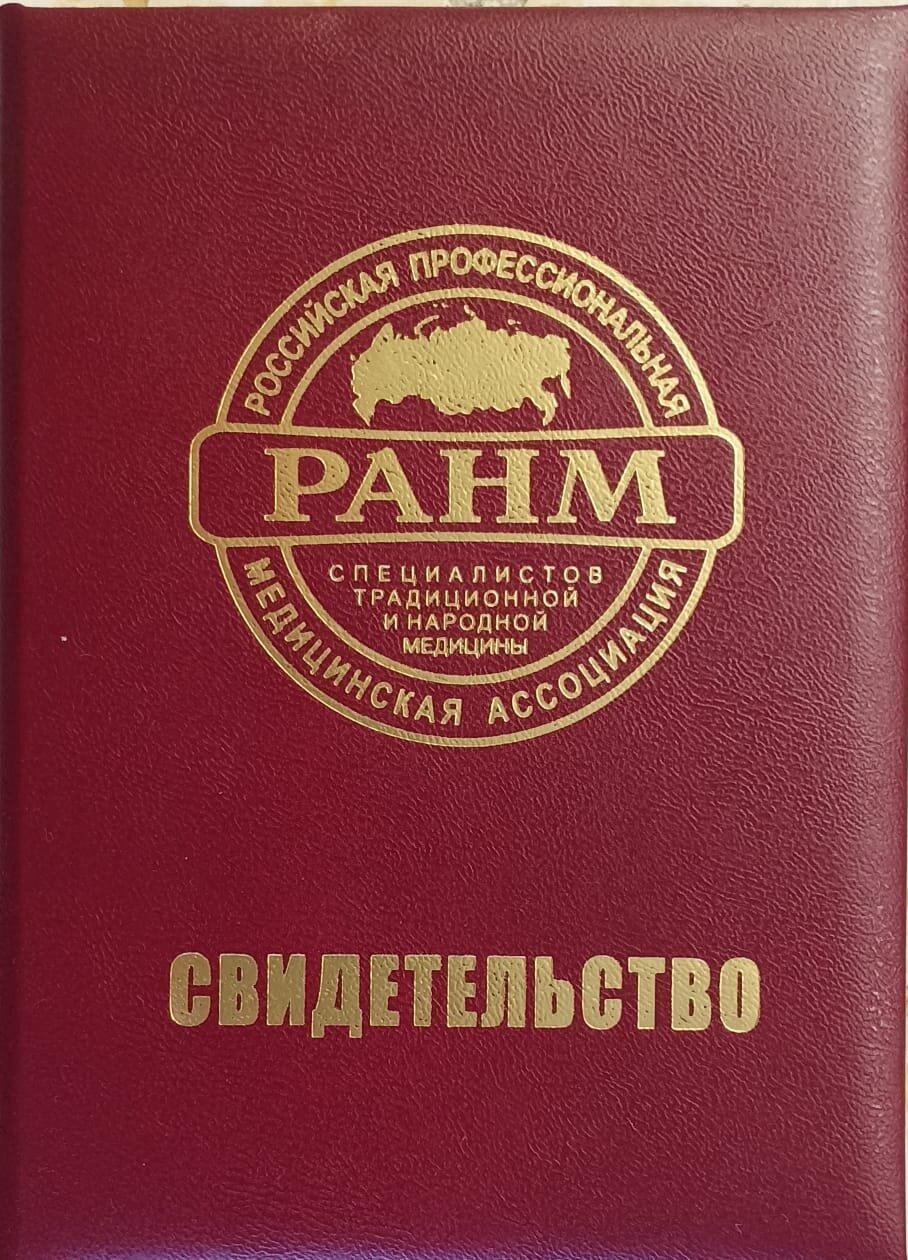 РОССИЙСКАЯ ПРОФЕССИОНАЛЬНАЯ
РАНМ
СПЕЦИАЛИСТОВ
ТРАДИЦИОННОЙ
И НАРОДНОЙ
МЕДИЦИНЫ
МЕДИЦИНСКАЯ АССОЦИАЦИЯ
СВИДЕТЕЛЬСТВО